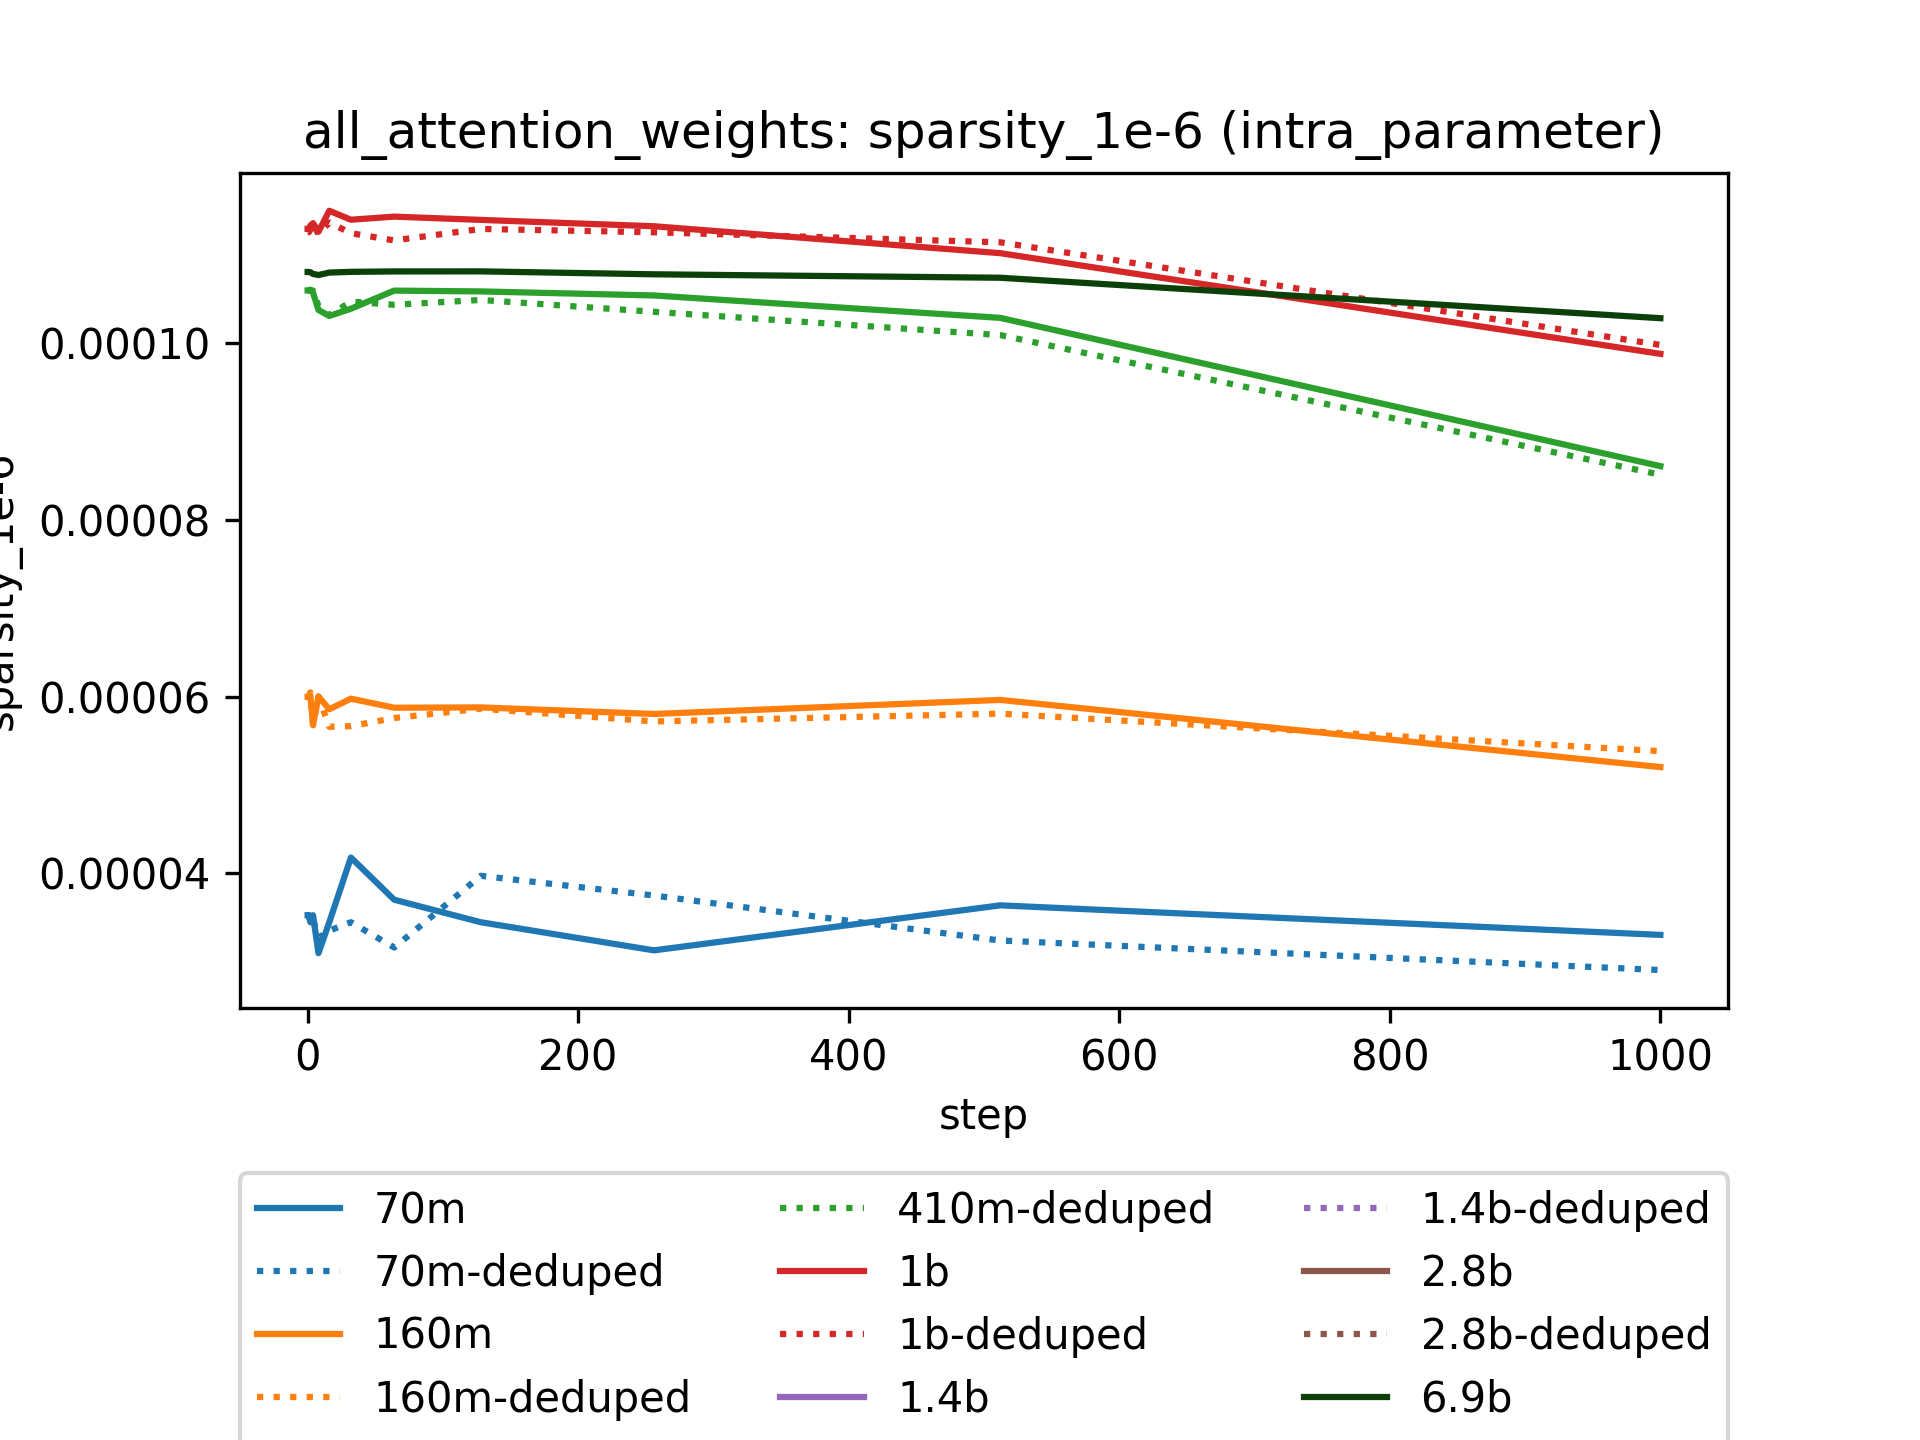 all_attention_weights: sparsity_1e-6 (intra_parameter)
sparsity_1e-6
0.00010
0.00008
0.00006
0.00004
0 200 400 600 800 1000
step
70m 410m-deduped 1.4b-deduped
70m-deduped 1b 2.8b
160m 1b-deduped 2.8b-deduped
160m-deduped 1.4b 6.9b